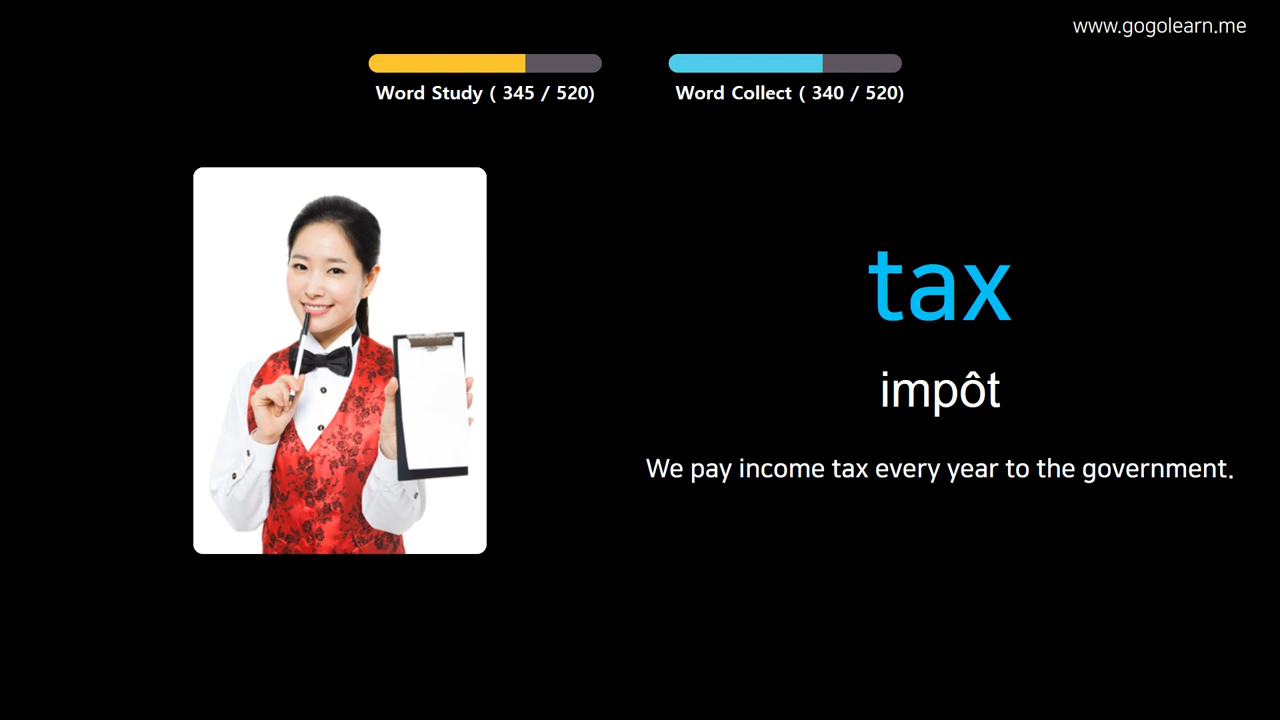 www.gogolearn.me
Word Study ( 345 / 520)
Word Collect ( 340 / 520)
tax
impôt
We pay income tax every year to the government.